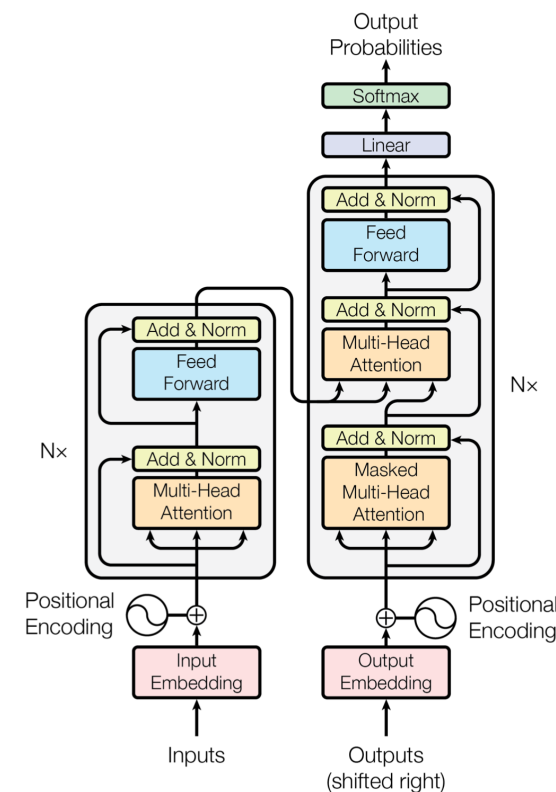 Output
Probabilities
Softmax
Linear
Add & Norm
Feed
Forward
Add & Norm
Multi-Head
Attention
Add & Norm
Feed
Forward
N×
N×
Add & Norm
Masked
Multi-Head
Attention
Add & Norm
Multi-Head
Attention
Positional
Encoding
Positional
Encoding
Input
Embedding
Output
Embedding
Inputs
Outputs
(shifted right)